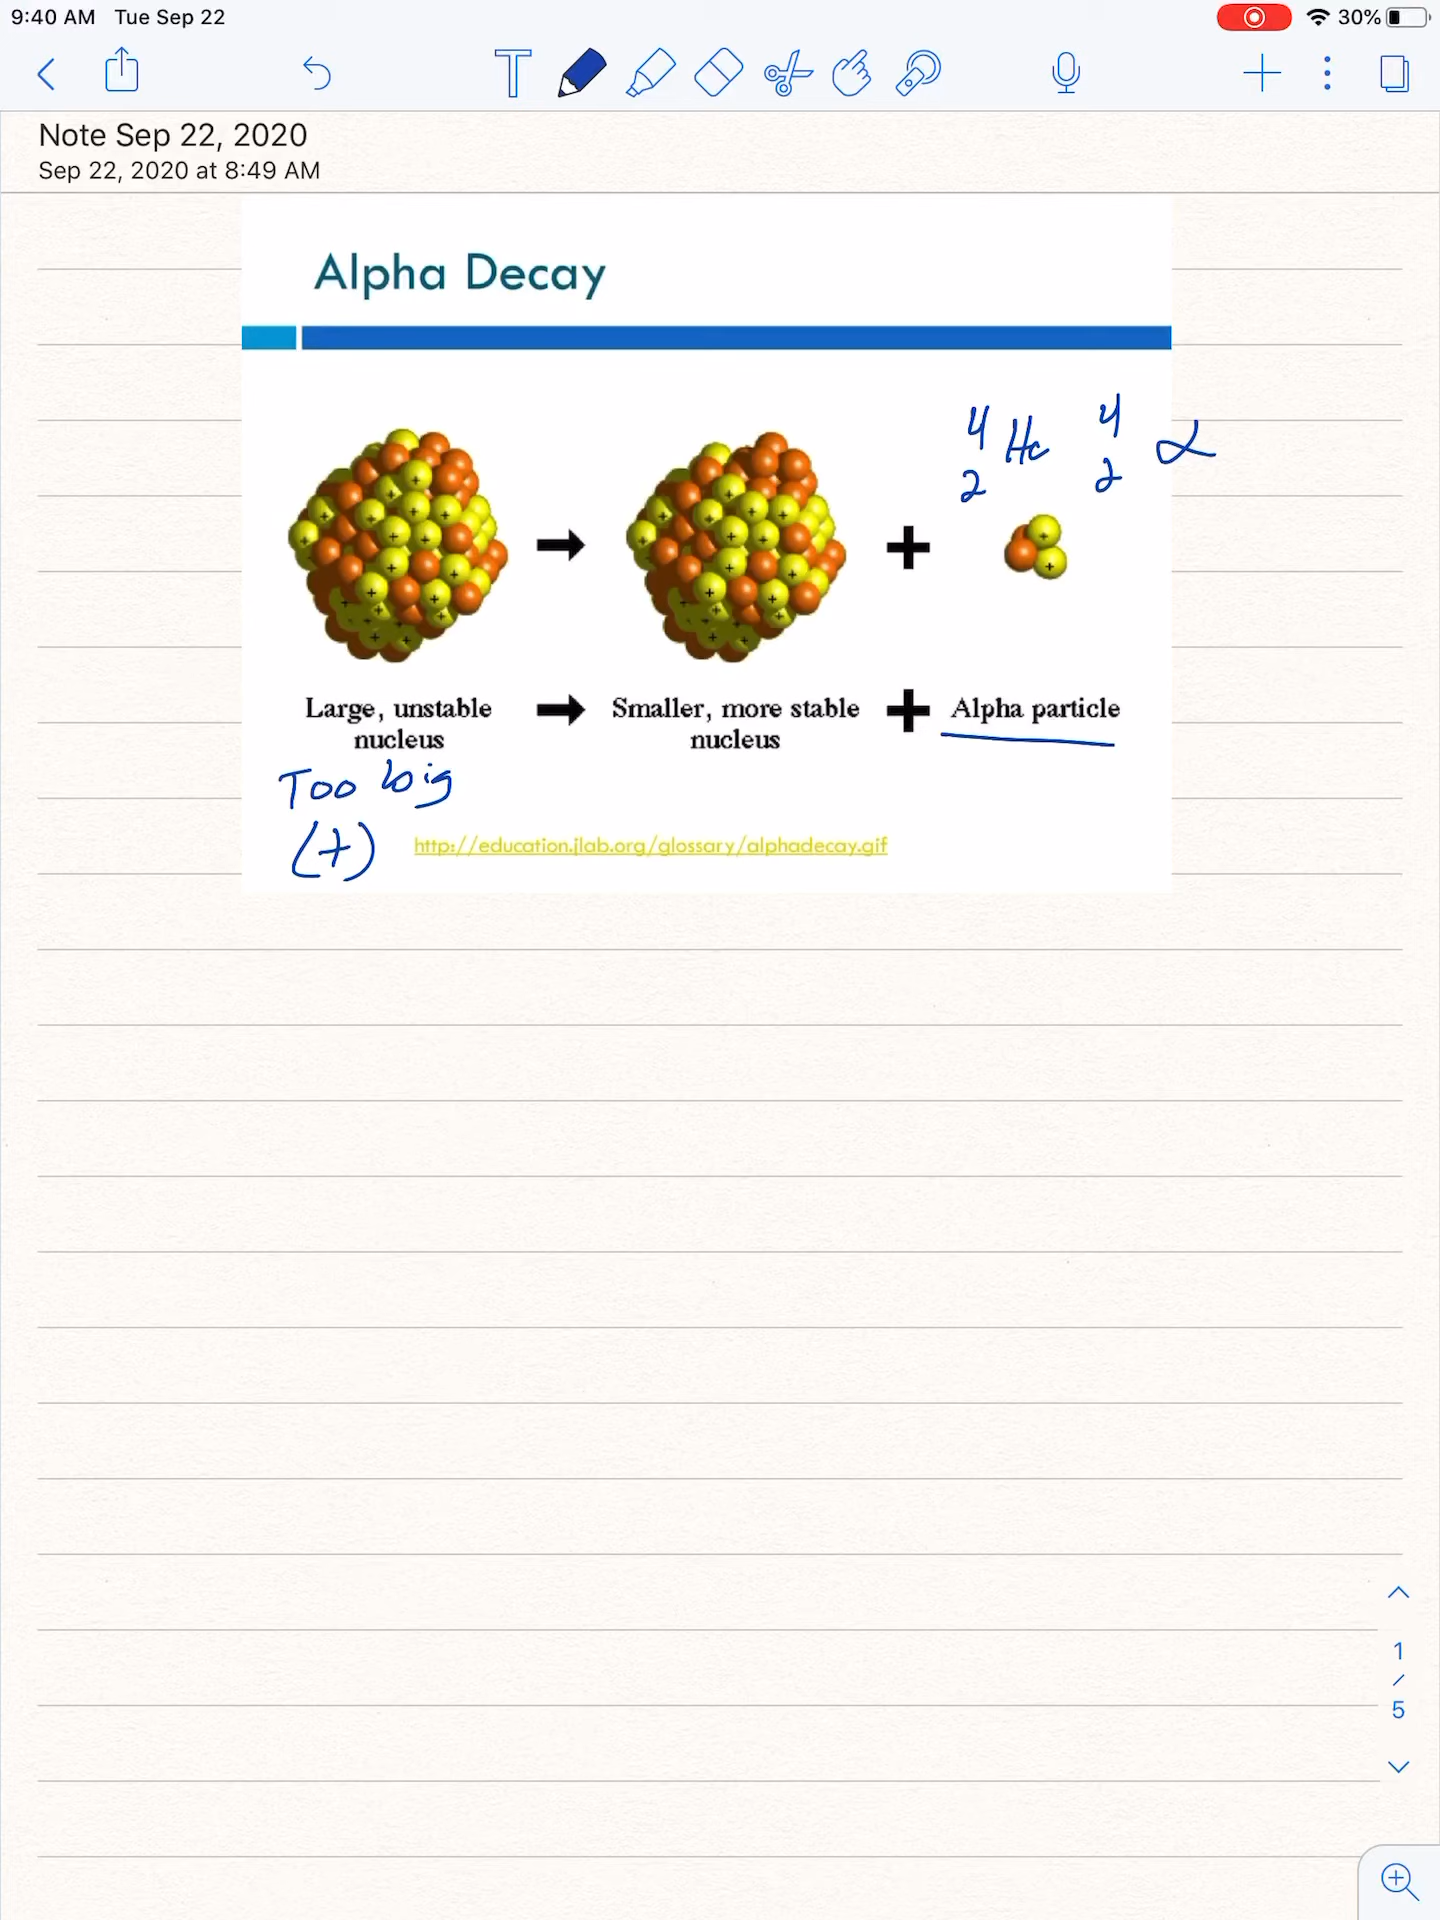 9:40 AM Tue Sep 22
30%
Note Sep 22, 2020
Sep 22, 2020 at 8:49 AM
Alpha Decay
4 4
He α
2 2
Large, unstable nucleus → Smaller, more stable nucleus + Alpha particle
Too big
(+)
http://education.jlab.org/glossary/alphadecay.gif
1
/
5